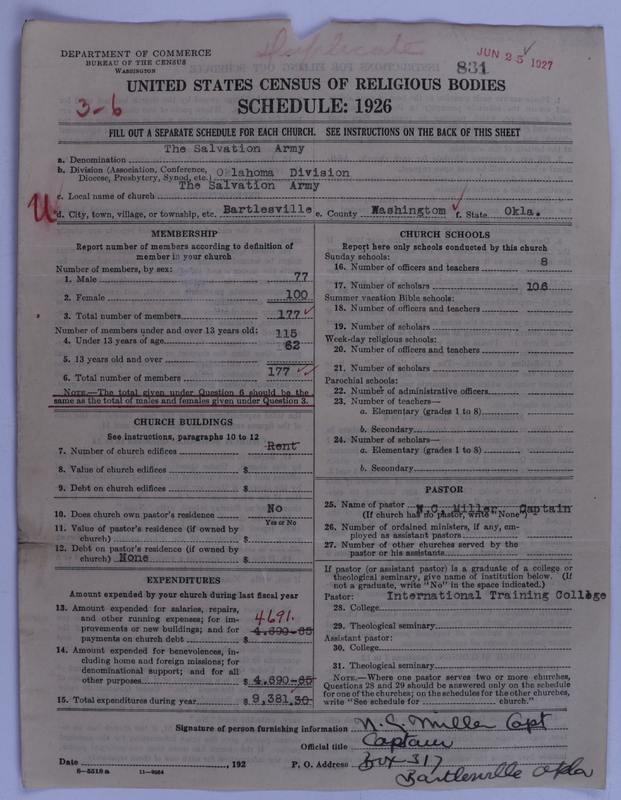 Duplicate
JUN 25 1927
831
DEPARTMENT OF COMMERCE
BUREAU OF THE CENSUS
WASHINGTON
UNITED STATES CENSUS OF RELIGIOUS BODIES
3-6
SCHEDULE: 1926
FILL OUT A SEPARATE SCHEDULE FOR EACH CHURCH. SEE INSTRUCTIONS ON THE BACK OF THIS SHEET
a. Denomination The Salvation Army
b. Division (Association, Conference, Diocese, Presbytery, Synod, etc.) Oklahoma Division
c. Local name of church The Salvation Army
d. City, town, village, or township, etc. Bartlesville e. County Washingtom f. State Okla.
MEMBERSHIP
Report number of members according to definition of
member in your church
Number of members, by sex:
1. Male 77
2. Female 100
3. Total number of members 177
Number of members under and over 13 years old:
4. Under 13 years of age 115
62
5. 13 years old and over
6. Total number of members 177
NOTE.—The total given under Question 6 should be the
same as the total of males and females given under Question 3.
CHURCH BUILDINGS
See instructions, paragraphs 10 to 12
7. Number of church edifices Rent
8. Value of church edifices $
9. Debt on church edifices $
10. Does church own pastor's residence No
Yes or No
11. Value of pastor's residence (if owned by
church) $
12. Debt on pastor's residence (if owned by
church) None $
EXPENDITURES
Amount expended by your church during last fiscal year
13. Amount expended for salaries, repairs,
and other running expenses; for im-
provements or new buildings; and for
payments on church debt $ 4.690-65 4691.
14. Amount expended for benevolences, in-
cluding home and foreign missions; for
denominational support; and for all
other purposes $ 4.690-65
15. Total expenditures during year $ 9,381.30
CHURCH SCHOOLS
Report here only schools conducted by this church
Sunday schools:
16. Number of officers and teachers 8
17. Number of scholars 106
Summer vacation Bible schools:
18. Number of officers and teachers
19. Number of scholars
Week-day religious schools:
20. Number of officers and teachers
21. Number of scholars
Parochial schools:
22. Number of administrative officers
23. Number of teachers—
a. Elementary (grades 1 to 8)
b. Secondary
24. Number of scholars—
a. Elementary (grades 1 to 8)
b. Secondary
PASTOR
25. Name of pastor N.C. Miller Captain
(If church has no pastor, write "None")
26. Number of ordained ministers, if any, em-
ployed as assistant pastors
27. Number of other churches served by the
pastor or his assistants
If pastor (or assistant pastor) is a graduate of a college or
theological seminary, give name of institution below. (If
not a graduate, write "No" in the space indicated.)
Pastor: International Training College
28. College
29. Theological seminary
Assistant pastor:
30. College
31. Theological seminary
NOTE.—Where one pastor serves two or more churches,
Questions 28 and 29 should be answered only on the schedule
for one of the churches; on the schedules for the other churches,
write "See schedule for church."
Signature of person furnishing information N. C. Miller Capt
Official title Captain
Date , 192 P. O. Address Box 317
Bartlesville Okla
8-5518a 11-9064